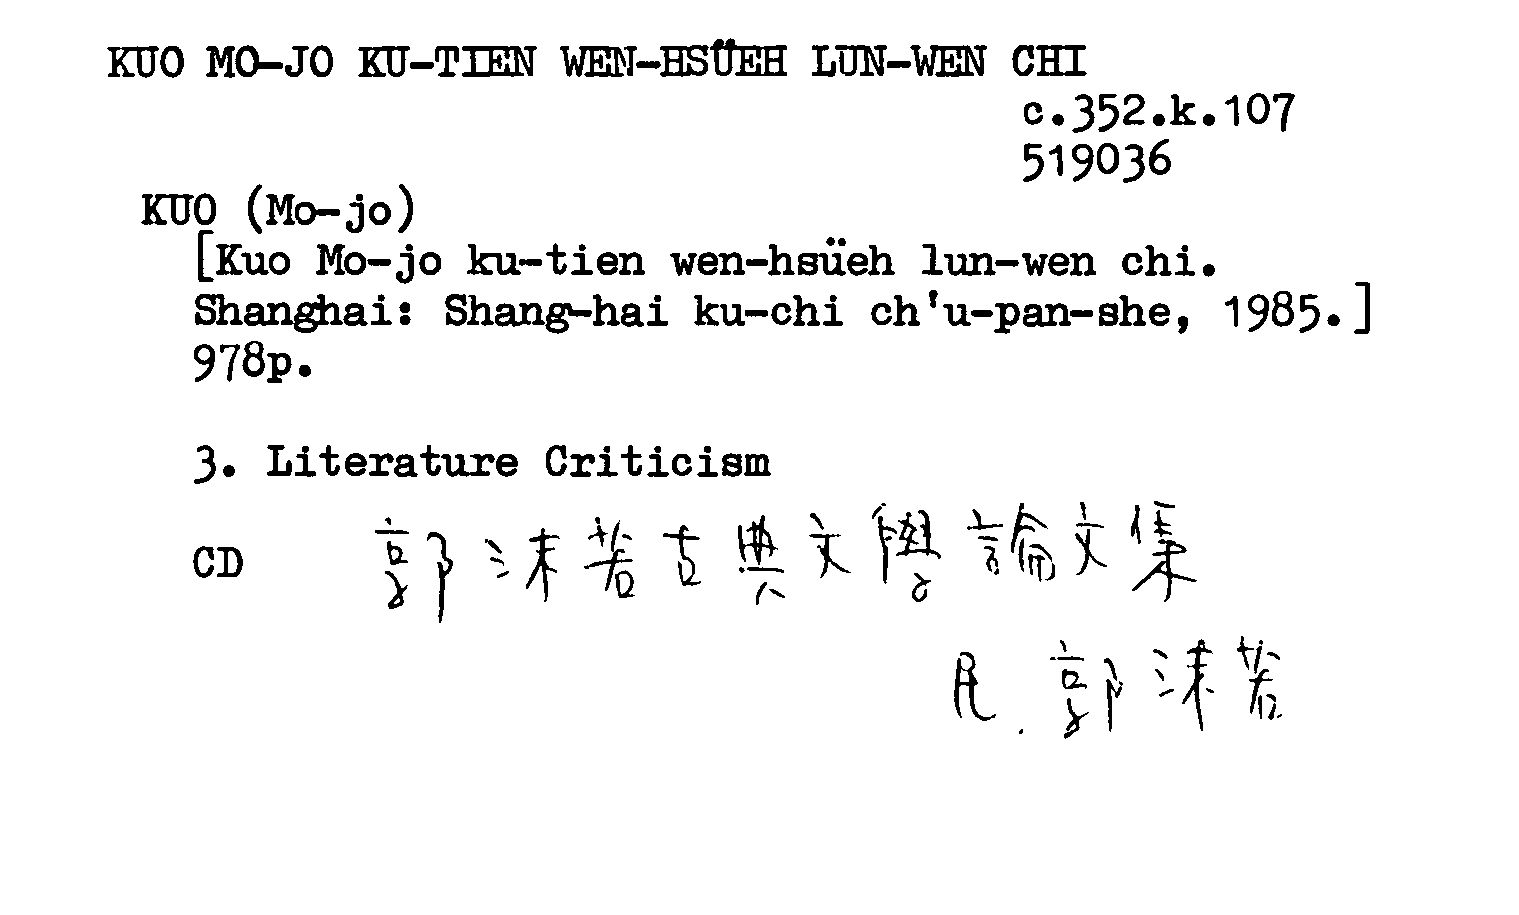 KUO MO-JO KU-TIEN WEN-HSÜEH LUN-WEN CHI
c.352.k.107
519036
KUO (Mo-jo)
[Kuo Mo-jo ku-tien wen-hsüeh lun-wen chi.
Shanghai: Shang-hai ku-chi ch'u-pan-she, 1985.]
978p.
3. Literature Criticism
CD 郭沫若古典文學論文集
郭沫若